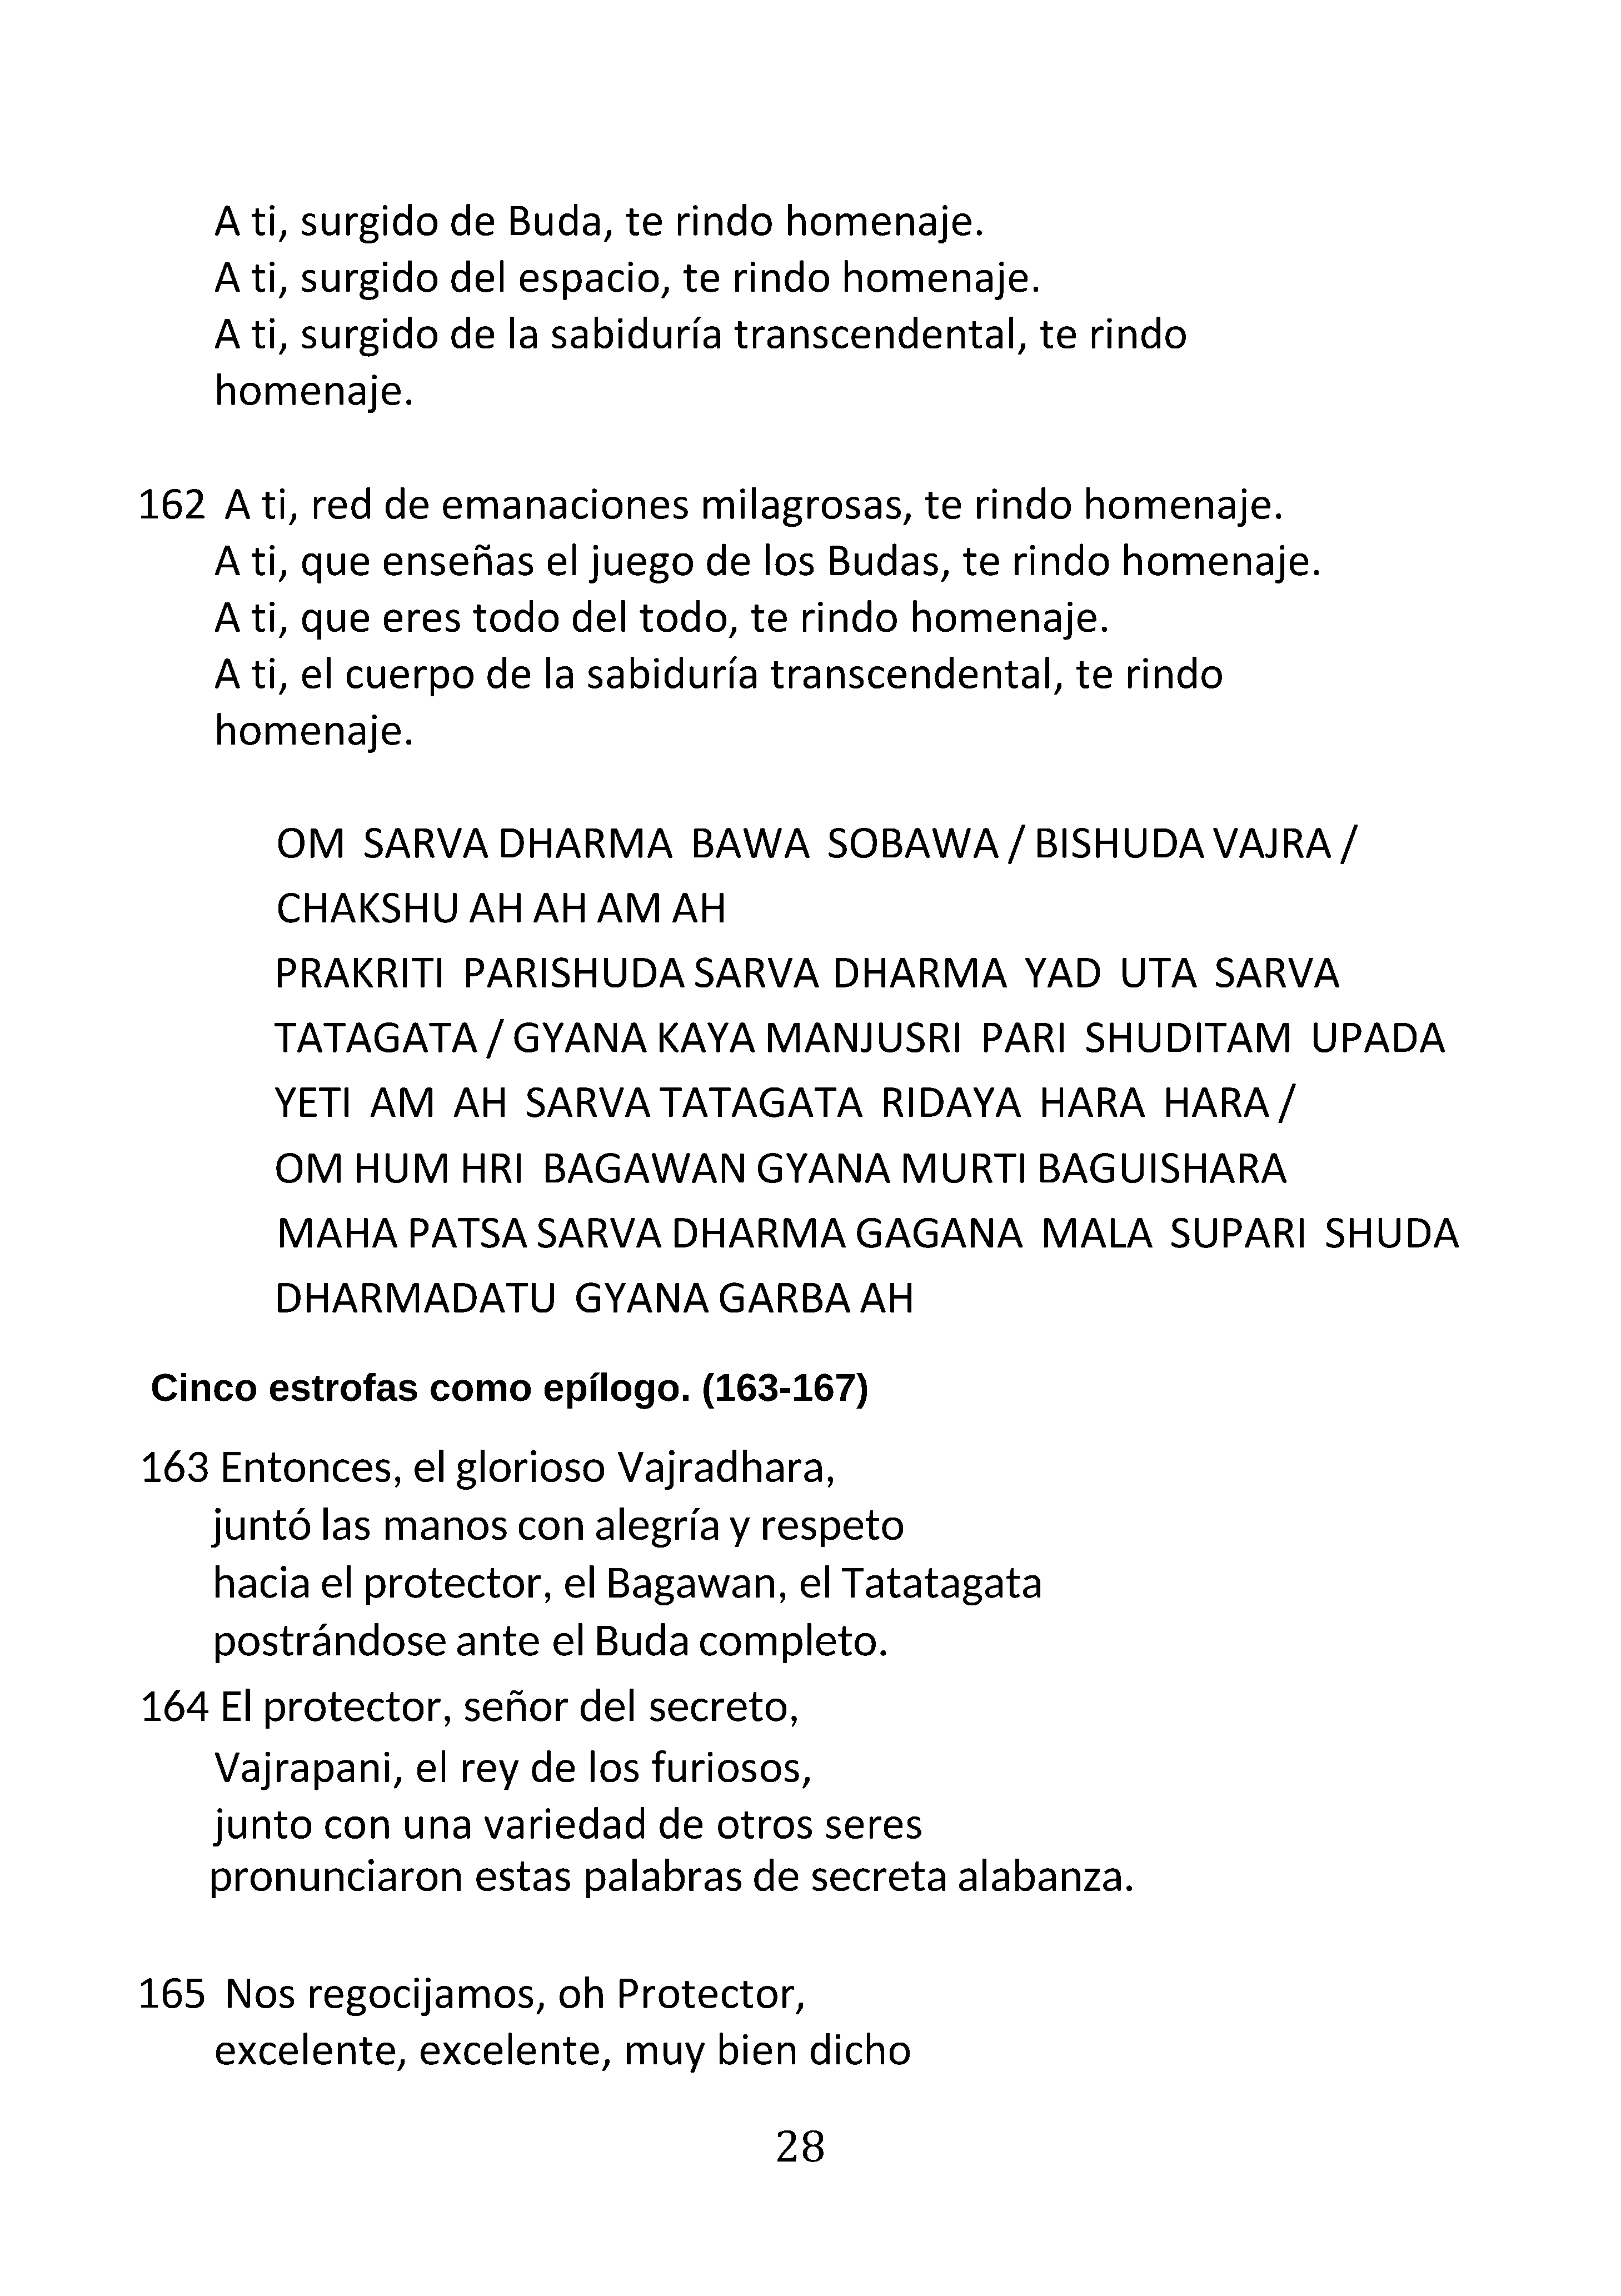 A ti, surgido de Buda, te rindo homenaje.
A ti, surgido del espacio, te rindo homenaje.
A ti, surgido de la sabiduría transcendental, te rindo
homenaje.
162 A ti, red de emanaciones milagrosas, te rindo homenaje.
A ti, que enseñas el juego de los Budas, te rindo homenaje.
A ti, que eres todo del todo, te rindo homenaje.
A ti, el cuerpo de la sabiduría transcendental, te rindo
homenaje.
OM SARVA DHARMA BAWA SOBAWA / BISHUDA VAJRA /
CHAKSHU AH AH AM AH
PRAKRITI PARISHUDA SARVA DHARMA YAD UTA SARVA
TATAGATA / GYANA KAYA MANJUSRI PARI SHUDITAM UPADA
YETI AM AH SARVA TATAGATA RIDAYA HARA HARA /
OM HUM HRI BAGAWAN GYANA MURTI BAGUISHARA
MAHA PATSA SARVA DHARMA GAGANA MALA SUPARI SHUDA
DHARMADATU GYANA GARBA AH
Cinco estrofas como epílogo. (163-167)
163 Entonces, el glorioso Vajradhara,
juntó las manos con alegría y respeto
hacia el protector, el Bagawan, el Tatatagata
postrándose ante el Buda completo.
164 El protector, señor del secreto,
Vajrapani, el rey de los furiosos,
junto con una variedad de otros seres
pronunciaron estas palabras de secreta alabanza.
165 Nos regocijamos, oh Protector,
excelente, excelente, muy bien dicho
28